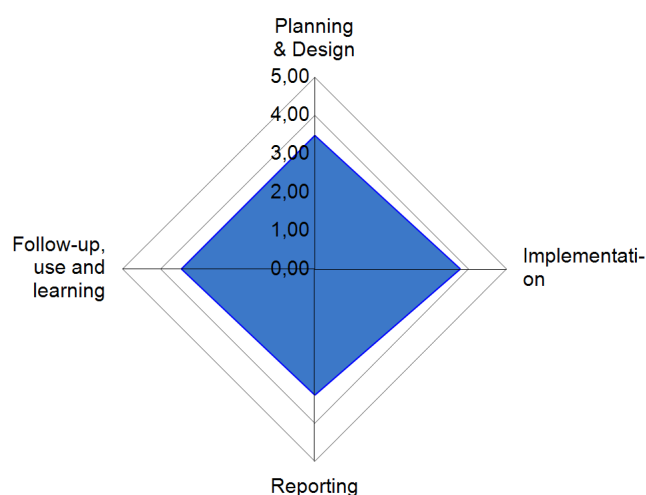 Planning
& Design
5,00
4,00
3,00
2,00
1,00
0,00
Follow-up,
use and
learning
Implementati-
on
Reporting